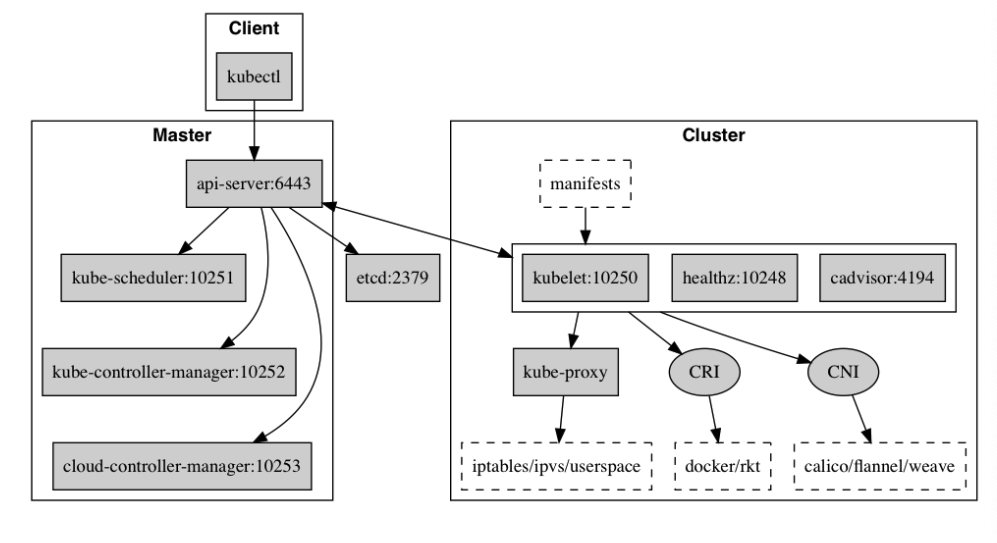 Client
kubectl
Master
api-server:6443
kube-scheduler:10251
etcd:2379
kube-controller-manager:10252
cloud-controller-manager:10253
Cluster
manifests
kubelet:10250
healthz:10248
cadvisor:4194
kube-proxy
CRI
CNI
iptables/ipvs/userspace
docker/rkt
calico/flannel/weave